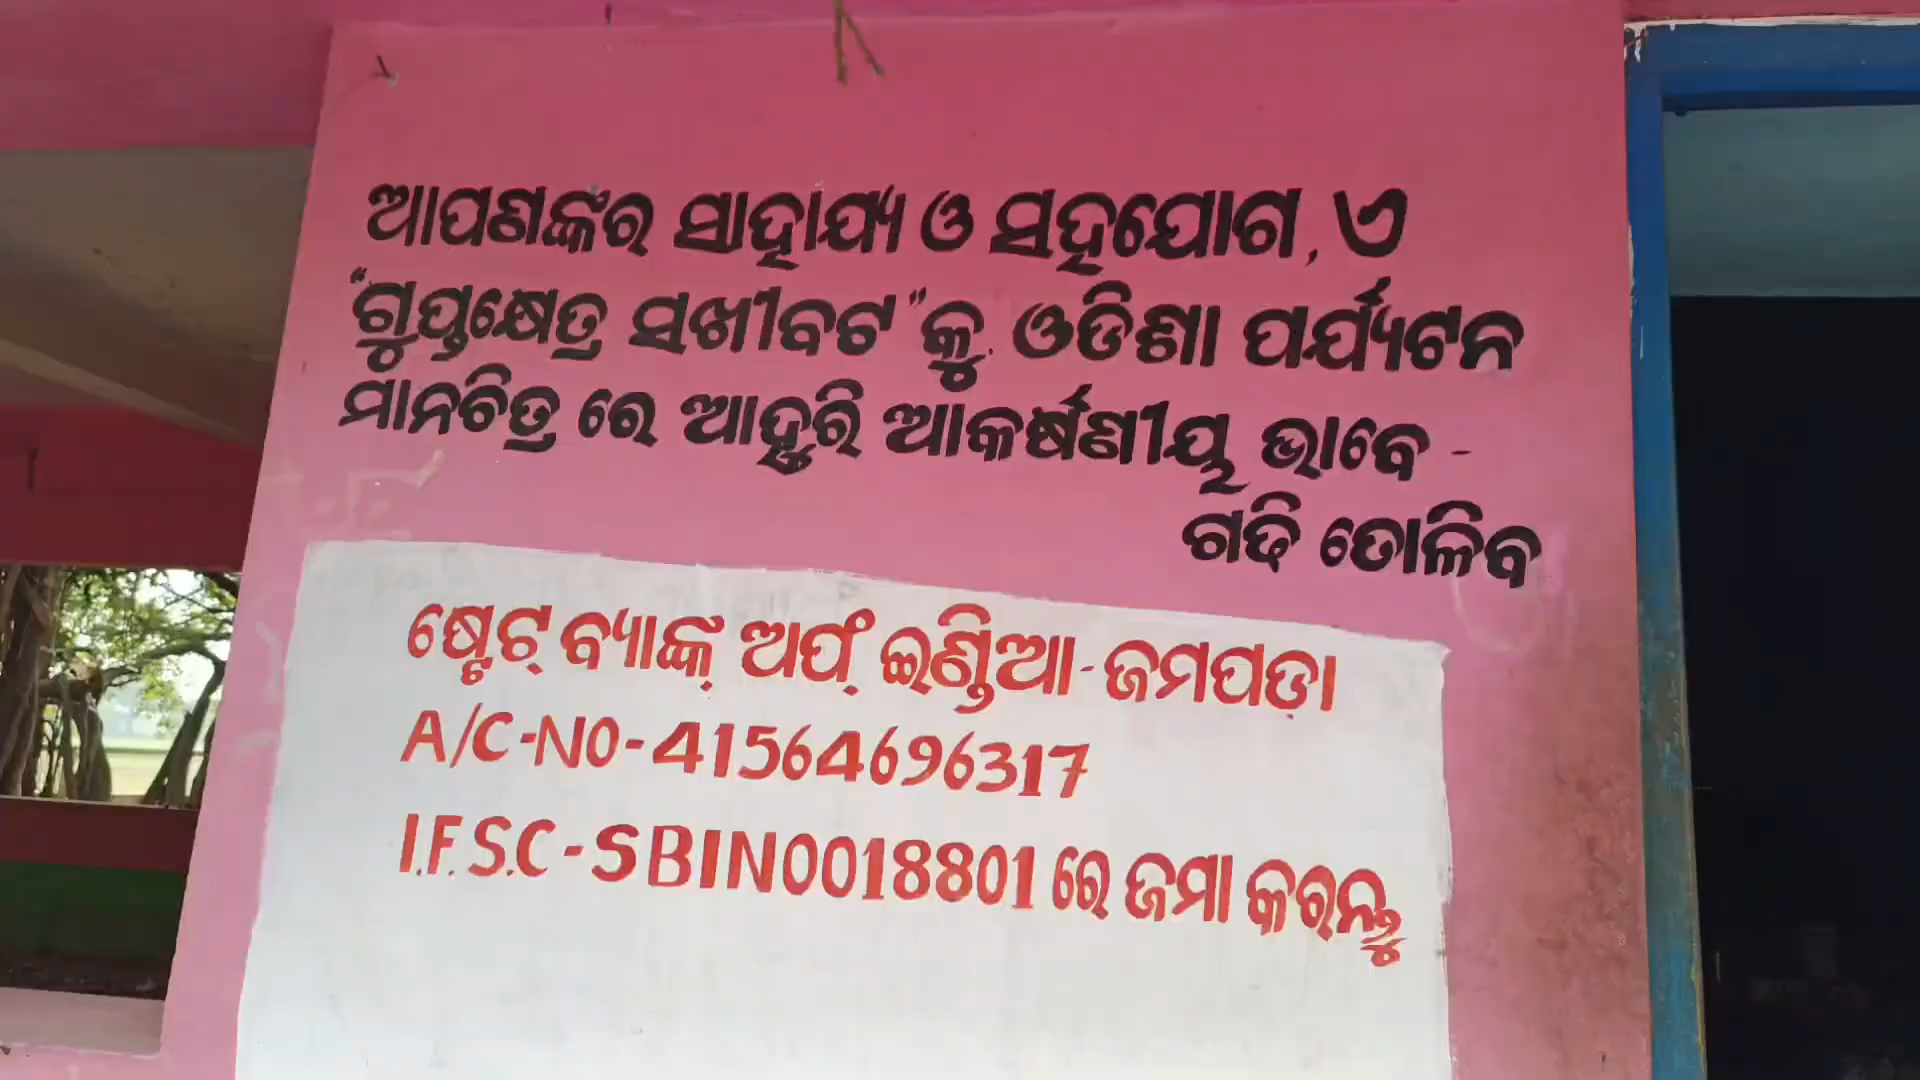 ଆପଣଙ୍କର ସାହାଯ୍ୟ ଓ ସହଯୋଗ, ଏ
"ଗୁପ୍ତକ୍ଷେତ୍ର ସଖୀବଟ"କୁ ଓଡିଶା ପର୍ଯ୍ୟଟନ
ମାନଚିତ୍ର ରେ ଆହୁରି ଆକର୍ଷଣୀୟ ଭାବେ -
ଗଢି ତୋଳିବ
ଷ୍ଟେଟ୍ ବ୍ୟାଙ୍କ୍ ଅଫ୍ ଇଣ୍ଡିଆ-ଜମପଡ଼ା
A/C-NO-41564696317
I.F.S.C-SBIN0018801 ରେ ଜମା କରନ୍ତୁ